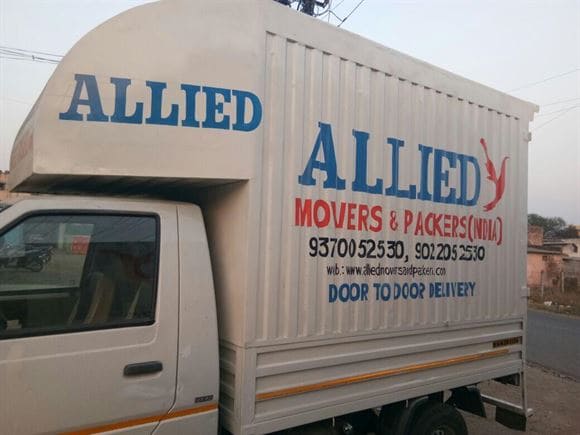 ALLIED
ALLIED
MOVERS & PACKERS(INDIA)
9370052530, 9022052530
web: www.alliedmoversandpackers.com
DOOR TO DOOR DELIVERY